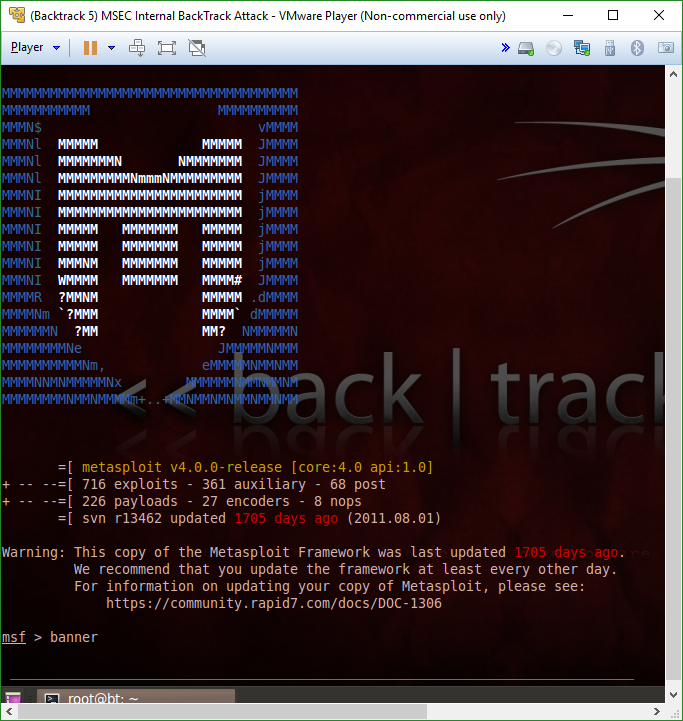 (Backtrack 5) MSEC Internal BackTrack Attack - VMware Player (Non-commercial use only)
Player
MMMMMMMMMMMMMMMMMMMMMMMMMMMMMMMMMMMMM
MMMMMMMMMMM                MMMMMMMMMM
MMMN$                           vMMMM
MMMNl  MMMMM             MMMMM  JMMMM
MMMNl  MMMMMMMN       NMMMMMMM  JMMMM
MMMNl  MMMMMMMMMNmmmNMMMMMMMMM  JMMMM
MMMNI  MMMMMMMMMMMMMMMMMMMMMMM  jMMMM
MMMNI  MMMMMMMMMMMMMMMMMMMMMMM  jMMMM
MMMNI  MMMMM   MMMMMMM   MMMMM  jMMMM
MMMNI  MMMMM   MMMMMMM   MMMMM  jMMMM
MMMNI  MMMNM   MMMMMMM   MMMMM  jMMMM
MMMNI  WMMMM   MMMMMMM   MMMM#  JMMMM
MMMMR  ?MMNM             MMMMM .dMMMM
MMMMNm `?MMM             MMMM` dMMMMM
MMMMMMN  ?MM             MM?  NMMMMMN
MMMMMMMMNe                 JMMMMMNMMM
MMMMMMMMMMNm,            eMMMMMNMMNMM
MMMMNNMNMMMMMNx        MMMMMMNMMNMMNM
MMMMMMMMNMMNMMMMm+..+MMNMMNMNMMNMMNMM
<< back | track
=[ metasploit v4.0.0-release [core:4.0 api:1.0]
+ -- --=[ 716 exploits - 361 auxiliary - 68 post
+ -- --=[ 226 payloads - 27 encoders - 8 nops
=[ svn r13462 updated 1705 days ago (2011.08.01)
Warning: This copy of the Metasploit Framework was last updated 1705 days ago.
We recommend that you update the framework at least every other day.
For information on updating your copy of Metasploit, please see:
https://community.rapid7.com/docs/DOC-1306
msf > banner
root@bt: ~